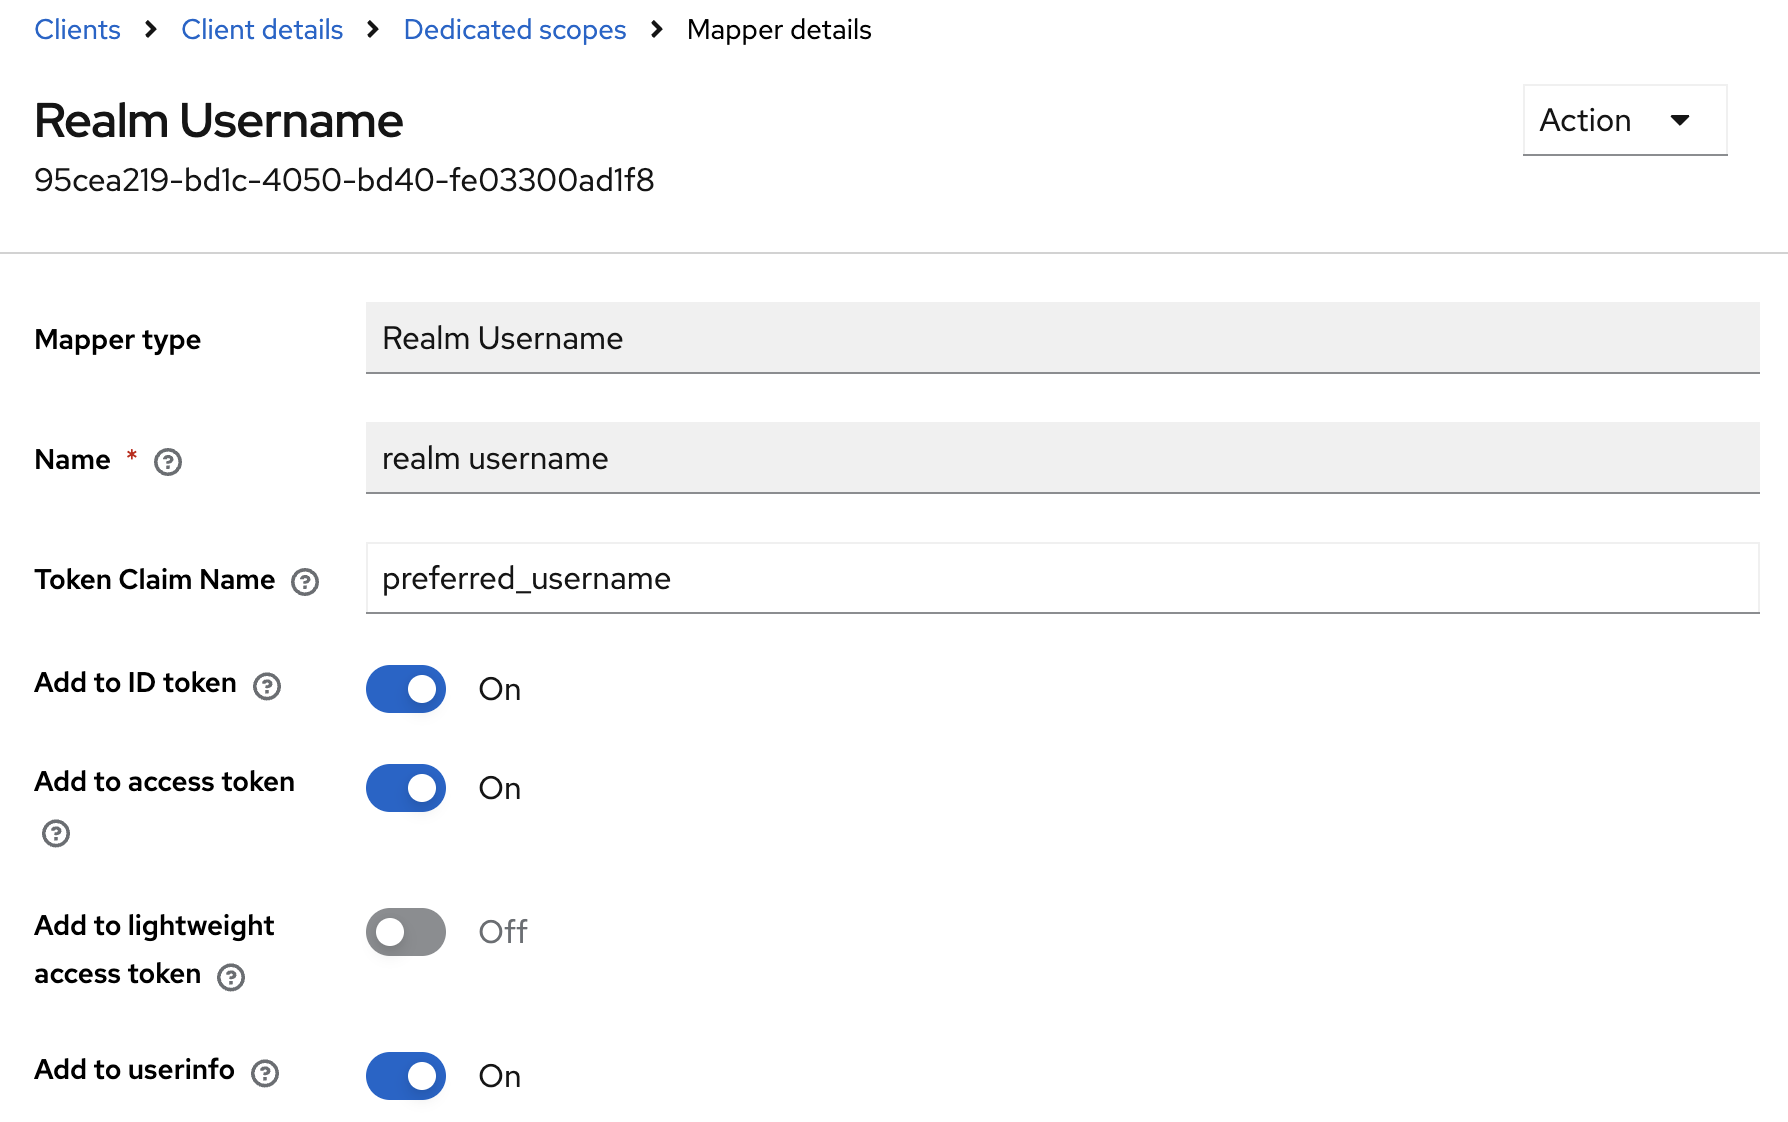 Clients > Client details > Dedicated scopes > Mapper details
Realm Username
Action
95cea219-bd1c-4050-bd40-fe03300ad1f8
Mapper type
Realm Username
Name *
realm username
Token Claim Name
preferred_username
Add to ID token
On
Add to access token
On
Add to lightweight
access token
Off
Add to userinfo
On